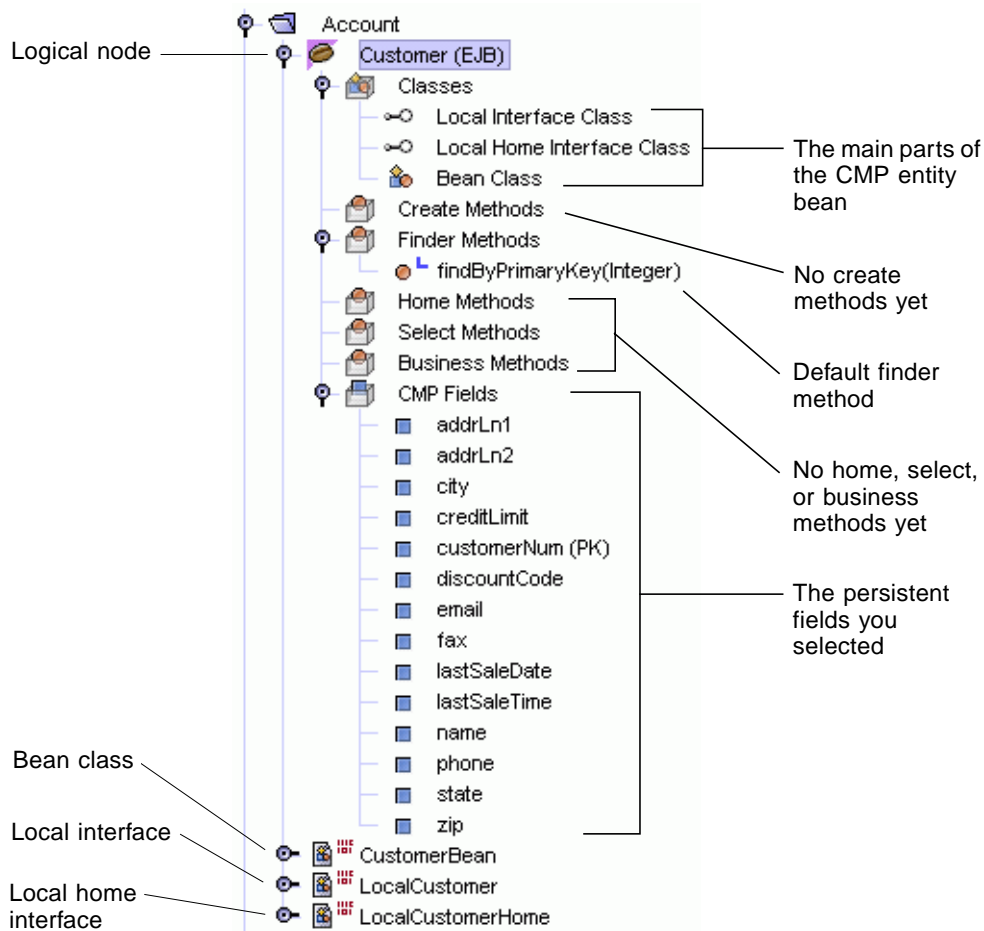 Account
Logical node
Customer (EJB)
Classes
Local Interface Class
Local Home Interface Class
Bean Class
The main parts of
the CMP entity
bean
Create Methods
Finder Methods
findByPrimaryKey(Integer)
No create
methods yet
Home Methods
Select Methods
Business Methods
Default finder
method
CMP Fields
addrLn1
addrLn2
city
creditLimit
customerNum (PK)
discountCode
email
fax
lastSaleDate
lastSaleTime
name
phone
state
zip
No home, select,
or business
methods yet
The persistent
fields you
selected
Bean class
CustomerBean
Local interface
LocalCustomer
Local home
interface
LocalCustomerHome